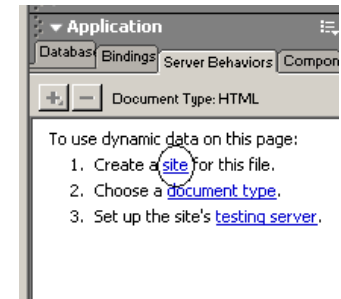 Application
Databas Bindings Server Behaviors Compon
Document Type: HTML
To use dynamic data on this page:
1. Create a site for this file.
2. Choose a document type.
3. Set up the site's testing server.